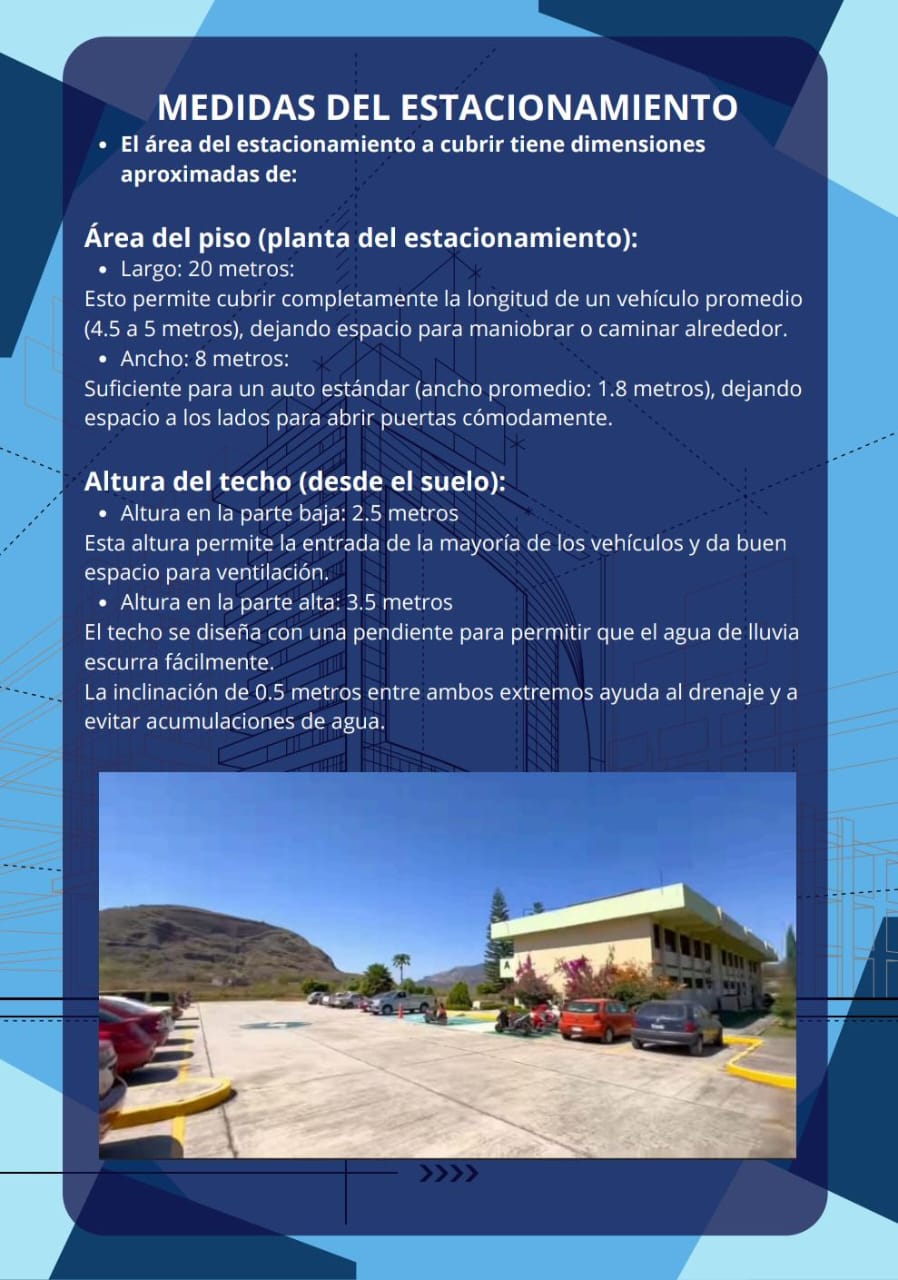 MEDIDAS DEL ESTACIONAMIENTO
• El área del estacionamiento a cubrir tiene dimensiones
aproximadas de:
Área del piso (planta del estacionamiento):
• Largo: 20 metros:
Esto permite cubrir completamente la longitud de un vehículo promedio
(4.5 a 5 metros), dejando espacio para maniobrar o caminar alrededor.
• Ancho: 8 metros:
Suficiente para un auto estándar (ancho promedio: 1.8 metros), dejando
espacio a los lados para abrir puertas cómodamente.
Altura del techo (desde el suelo):
• Altura en la parte baja: 2.5 metros
Esta altura permite la entrada de la mayoría de los vehículos y da buen
espacio para ventilación.
• Altura en la parte alta: 3.5 metros
El techo se diseña con una pendiente para permitir que el agua de lluvia
escurra fácilmente.
La inclinación de 0.5 metros entre ambos extremos ayuda al drenaje y a
evitar acumulaciones de agua.
A